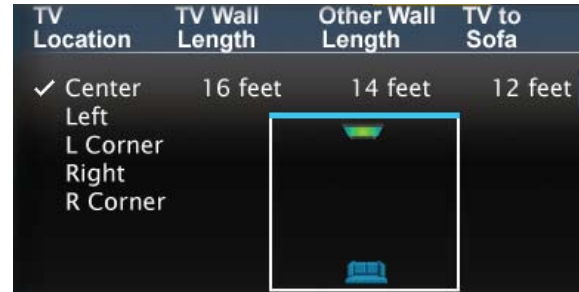 TV Location
TV Wall Length
Other Wall Length
TV to Sofa
✓ Center 16 feet 14 feet 12 feet
Left
L Corner
Right
R Corner